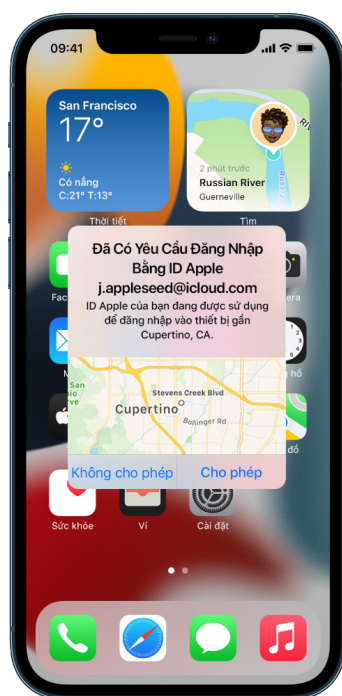 09:41
San Francisco
17°
Có nắng
C:21° T:13°
Thời tiết
2 phút trước
Russian River
Guerneville
Tìm
Đã Có Yêu Cầu Đăng Nhập
Bằng ID Apple
j.appleseed@icloud.com
ID Apple của bạn đang được sử dụng
để đăng nhập vào thiết bị gần
Cupertino, CA.
Stevens Creek Blvd
Cupertino
Bollinger Rd
Không cho phép
Cho phép
Sức khỏe
Ví
Cài đặt